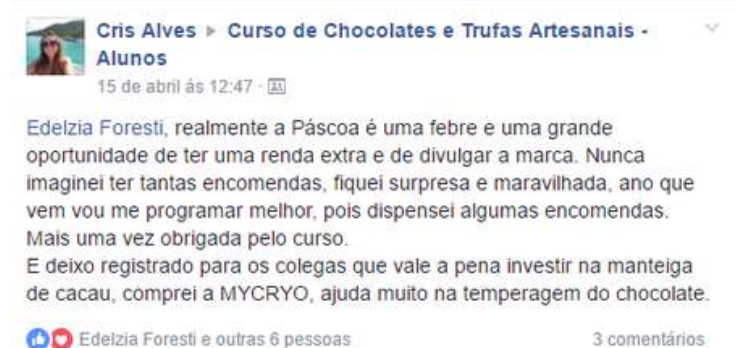 Cris Alves ▶ Curso de Chocolates e Trufas Artesanais -
Alunos
15 de abril ás 12:47 ·
Edelzia Foresti, realmente a Páscoa é uma febre e uma grande
oportunidade de ter uma renda extra e de divulgar a marca. Nunca
imaginei ter tantas encomendas, fiquei surpresa e maravilhada, ano que
vem vou me programar melhor, pois dispensei algumas encomendas.
Mais uma vez obrigada pelo curso.
E deixo registrado para os colegas que vale a pena investir na manteiga
de cacau, comprei a MYCRYO, ajuda muito na temperagem do chocolate.
Edelzia Foresti e outras 6 pessoas 3 comentários